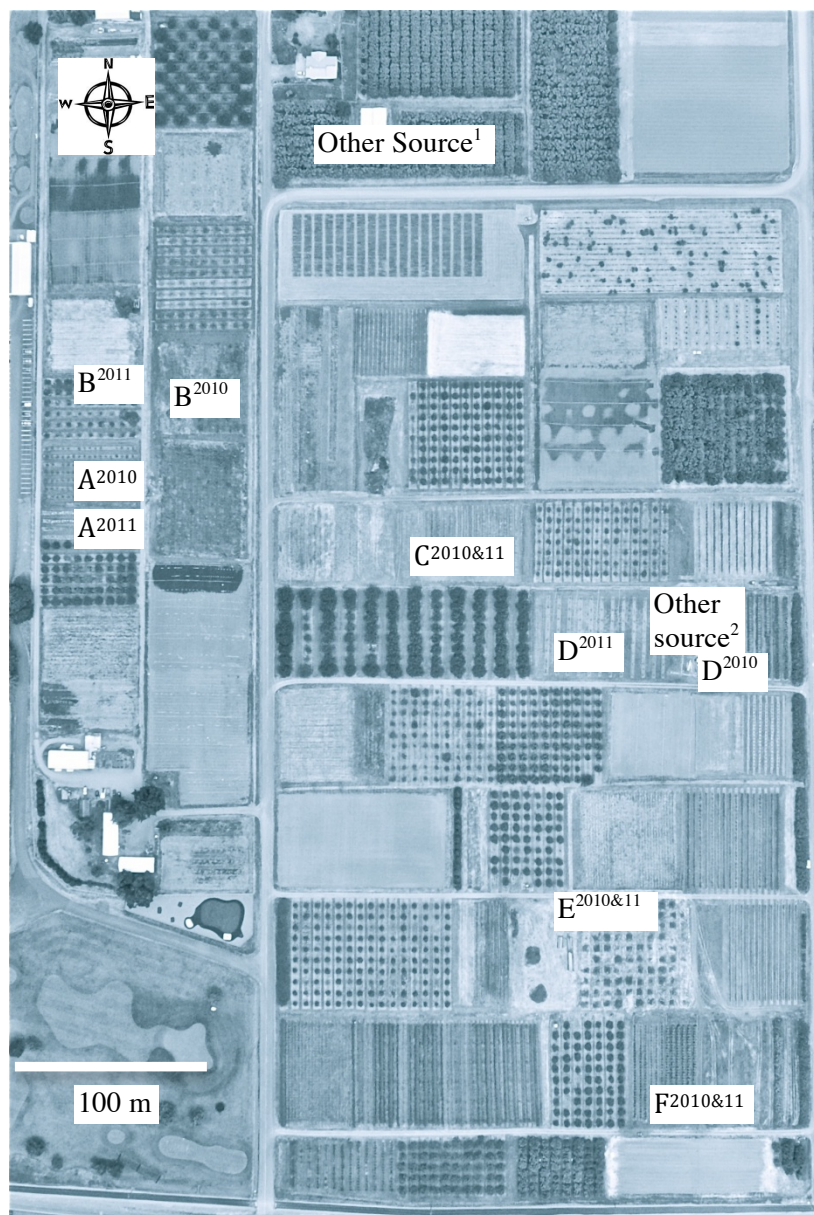 N
W E
S
Other Source¹
B²⁰¹¹
B²⁰¹⁰
A²⁰¹⁰
A²⁰¹¹
C²⁰¹⁰&¹¹
Other
source²
D²⁰¹¹
D²⁰¹⁰
E²⁰¹⁰&¹¹
100 m
F²⁰¹⁰&¹¹